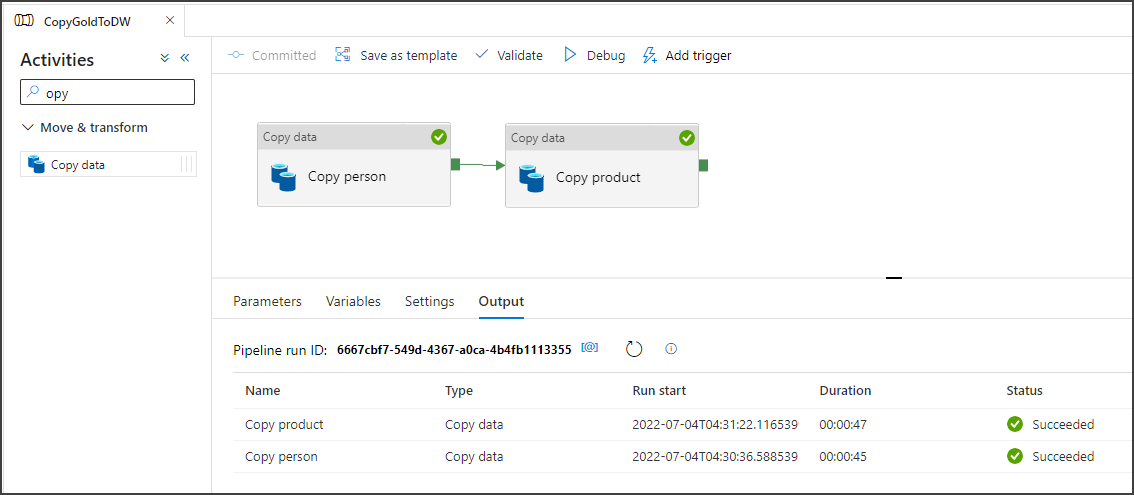 CopyGoldToDW
Activities
opy
Move & transform
Copy data
Committed
Save as template
Validate
Debug
Add trigger
Copy data
Copy person
Copy data
Copy product
Parameters
Variables
Settings
Output
Pipeline run ID: 6667cbf7-549d-4367-a0ca-4b4fb1113355 [@]
Name Type Run start Duration Status
Copy product Copy data 2022-07-04T04:31:22.116539 00:00:47 Succeeded
Copy person Copy data 2022-07-04T04:30:36.588539 00:00:45 Succeeded